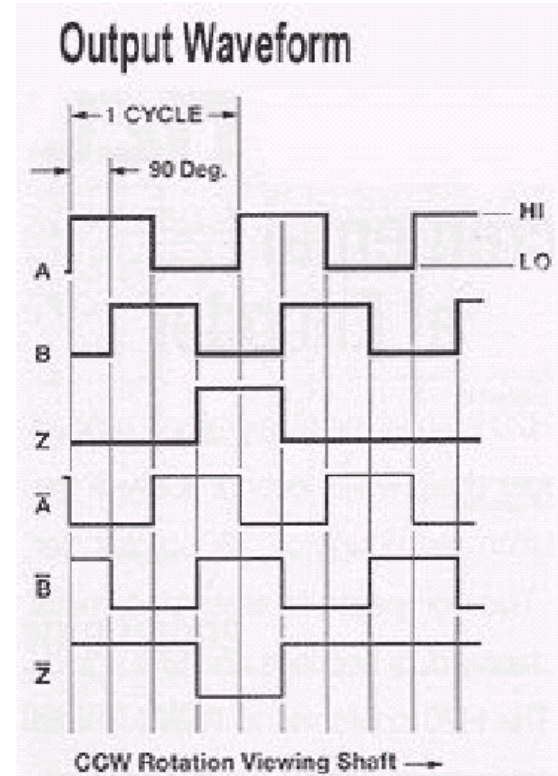 Output Waveform
1 CYCLE
90 Deg.
HI
A
LO
B
Z
A̅
B̅
Z̅
CCW Rotation Viewing Shaft